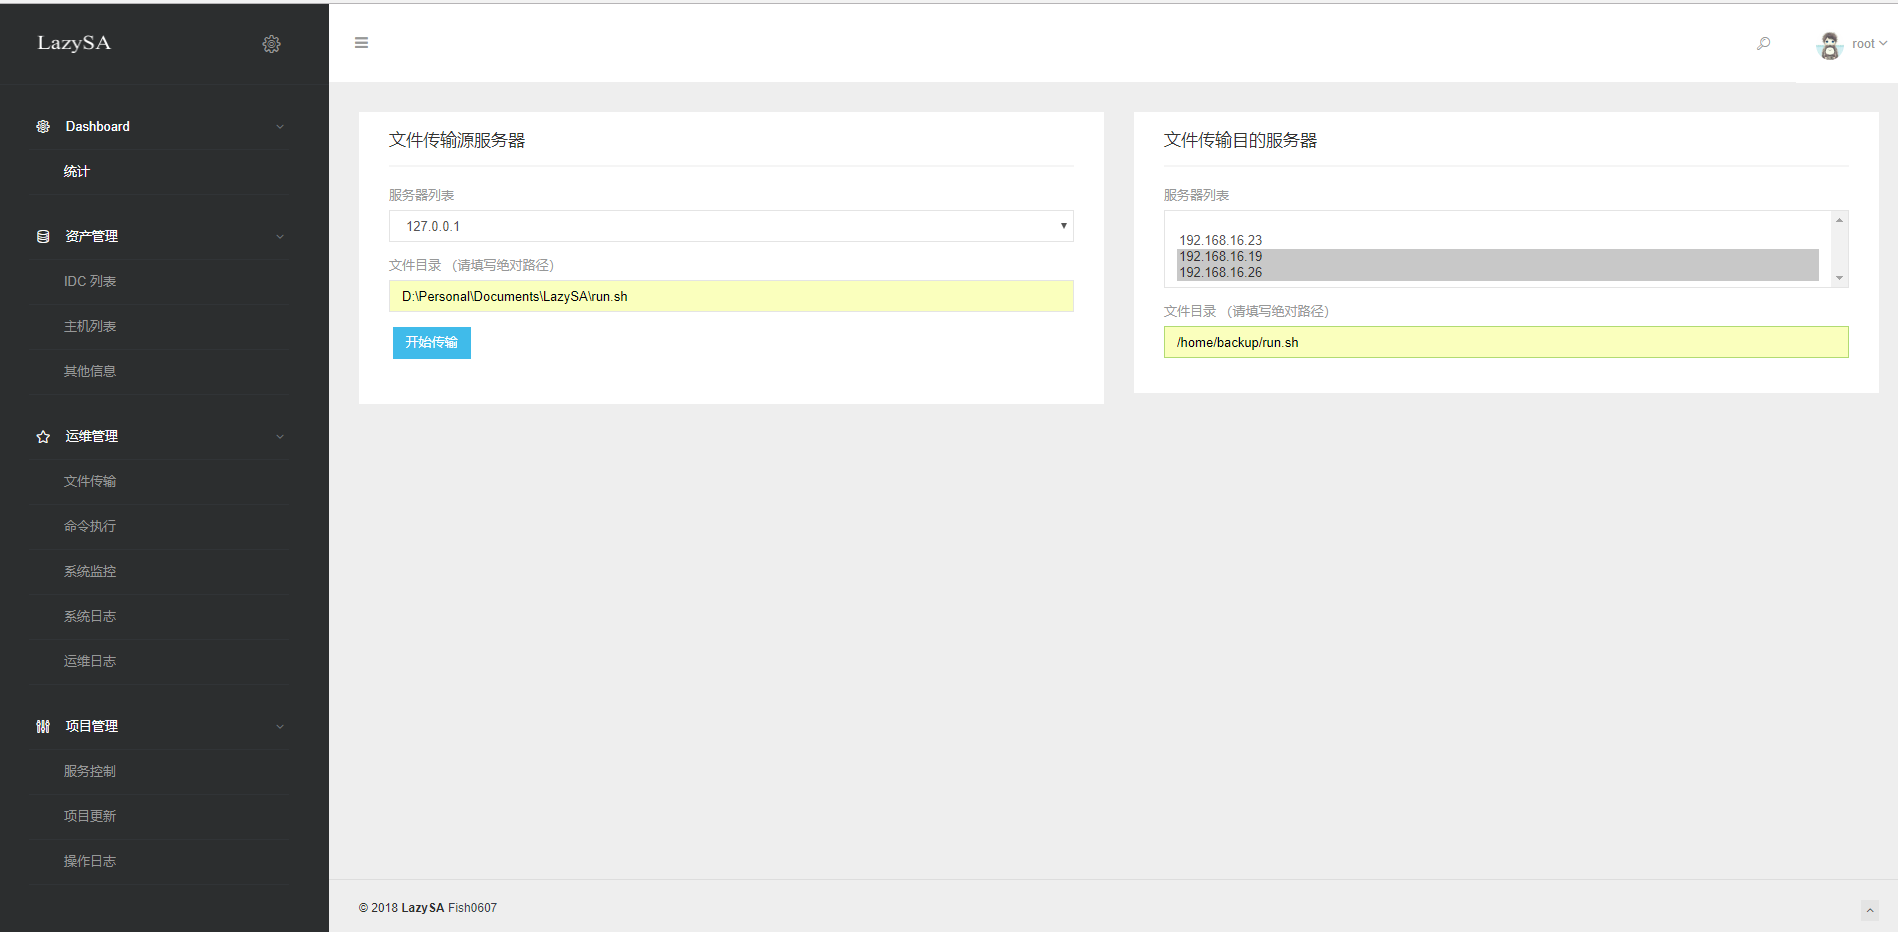 LazySA
root
Dashboard
统计
资产管理
IDC 列表
主机列表
其他信息
运维管理
文件传输
命令执行
系统监控
系统日志
运维日志
项目管理
服务控制
项目更新
操作日志
文件传输源服务器
服务器列表
127.0.0.1
文件目录 （请填写绝对路径）
D:\Personal\Documents\LazySA\run.sh
开始传输
文件传输目的服务器
服务器列表
192.168.16.23
192.168.16.19
192.168.16.26
文件目录 （请填写绝对路径）
/home/backup/run.sh
© 2018 LazySA Fish0607